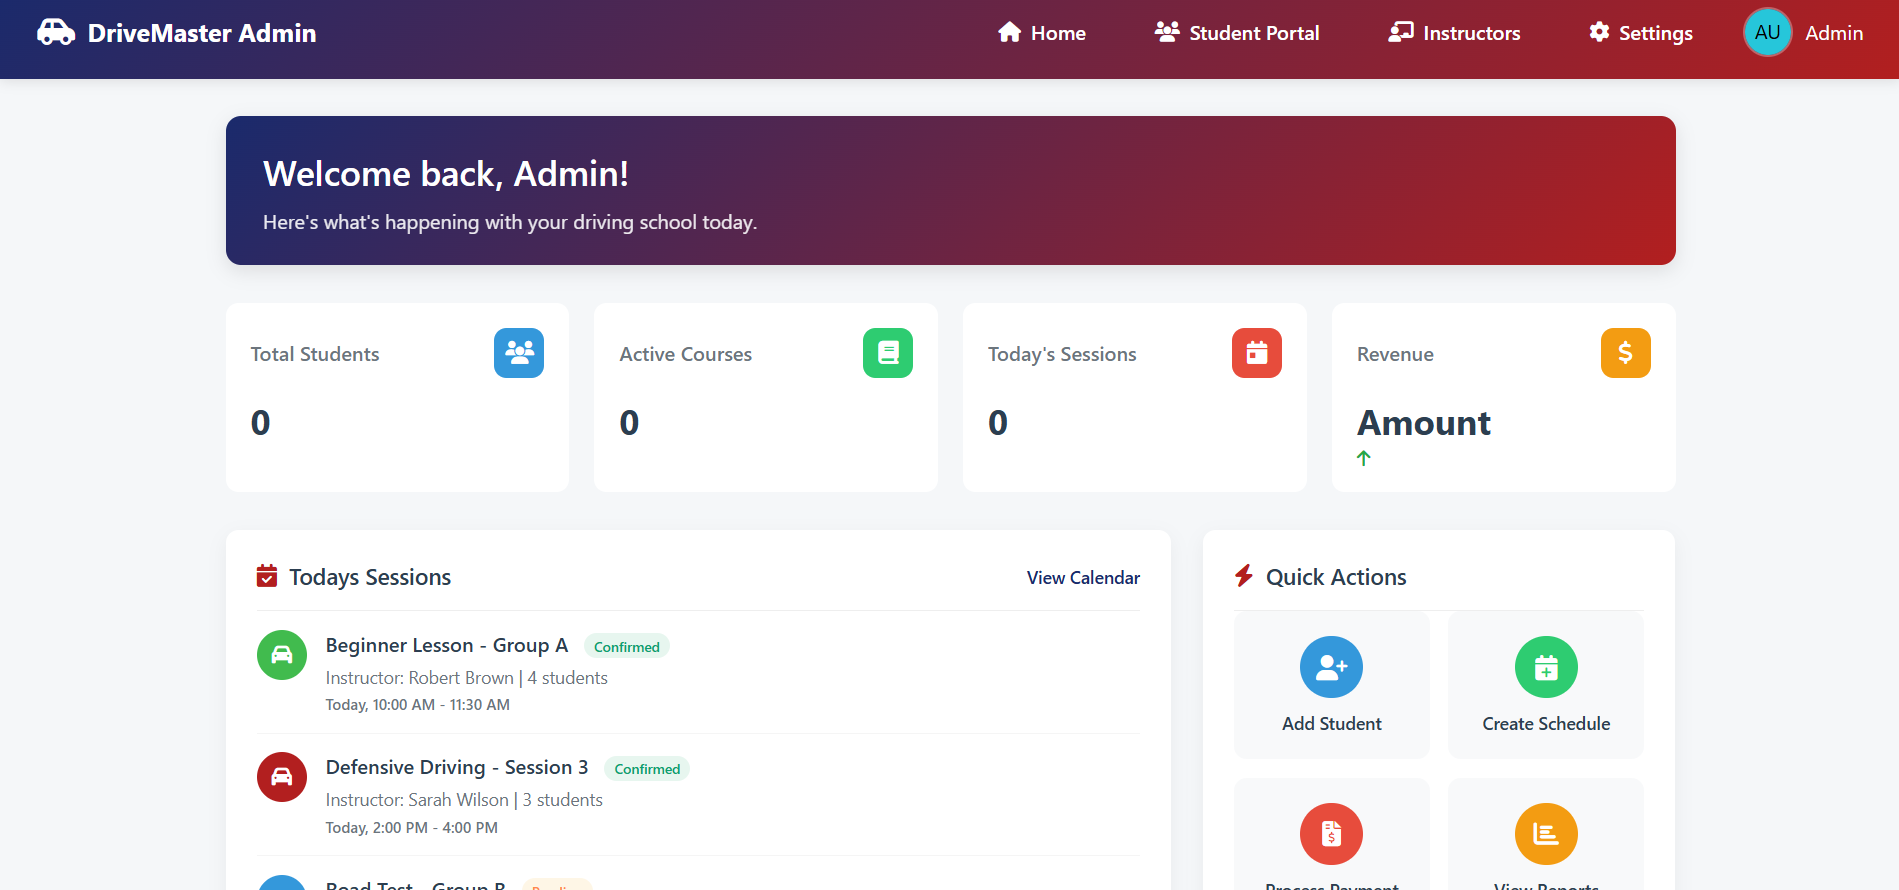 DriveMaster Admin
Home
Student Portal
Instructors
Settings
AU
Admin
Welcome back, Admin!
Here's what's happening with your driving school today.
Total Students
0
Active Courses
0
Today's Sessions
0
Revenue
Amount
Todays Sessions
View Calendar
Beginner Lesson - Group A
Confirmed
Instructor: Robert Brown | 4 students
Today, 10:00 AM - 11:30 AM
Defensive Driving - Session 3
Confirmed
Instructor: Sarah Wilson | 3 students
Today, 2:00 PM - 4:00 PM
Road Test - Group B
Pending
Quick Actions
Add Student
Create Schedule
Process Payment
View Reports